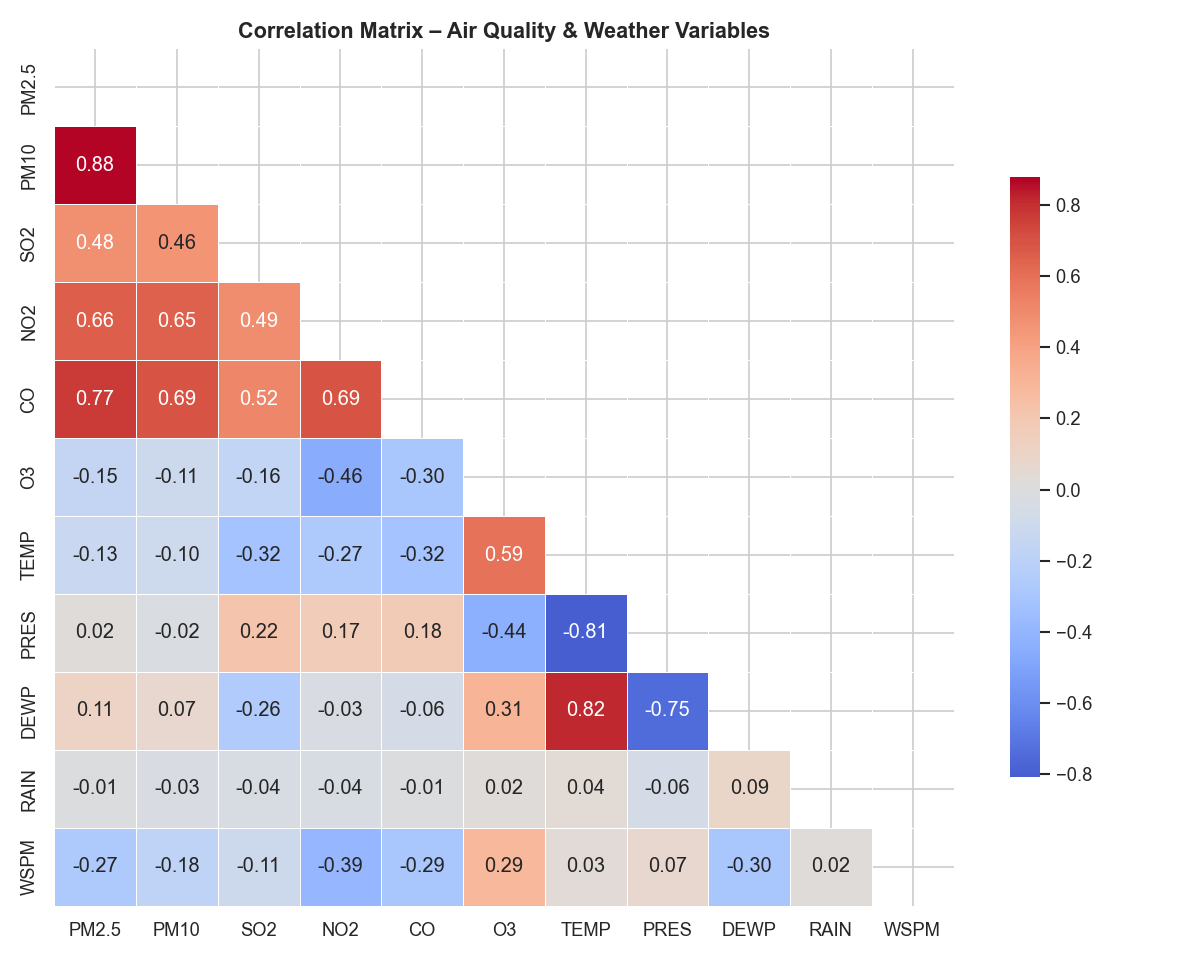 Correlation Matrix – Air Quality & Weather Variables
PM2.5
PM10 0.88
SO2 0.48 0.46
NO2 0.66 0.65 0.49
CO 0.77 0.69 0.52 0.69
O3 -0.15 -0.11 -0.16 -0.46 -0.30
TEMP -0.13 -0.10 -0.32 -0.27 -0.32 0.59
PRES 0.02 -0.02 0.22 0.17 0.18 -0.44 -0.81
DEWP 0.11 0.07 -0.26 -0.03 -0.06 0.31 0.82 -0.75
RAIN -0.01 -0.03 -0.04 -0.04 -0.01 0.02 0.04 -0.06 0.09
WSPM -0.27 -0.18 -0.11 -0.39 -0.29 0.29 0.03 0.07 -0.30 0.02
PM2.5 PM10 SO2 NO2 CO O3 TEMP PRES DEWP RAIN WSPM
0.8
0.6
0.4
0.2
0.0
−0.2
−0.4
−0.6
−0.8